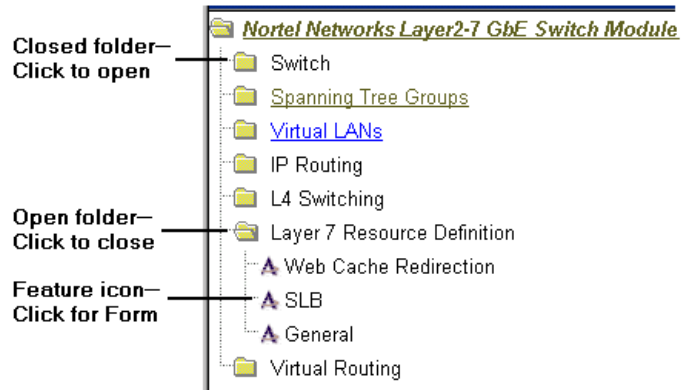 Nortel Networks Layer2-7 GbE Switch Module
Closed folder–
Click to open
Switch
Spanning Tree Groups
Virtual LANs
IP Routing
L4 Switching
Open folder–
Click to close
Layer 7 Resource Definition
Web Cache Redirection
Feature icon–
Click for Form
SLB
General
Virtual Routing